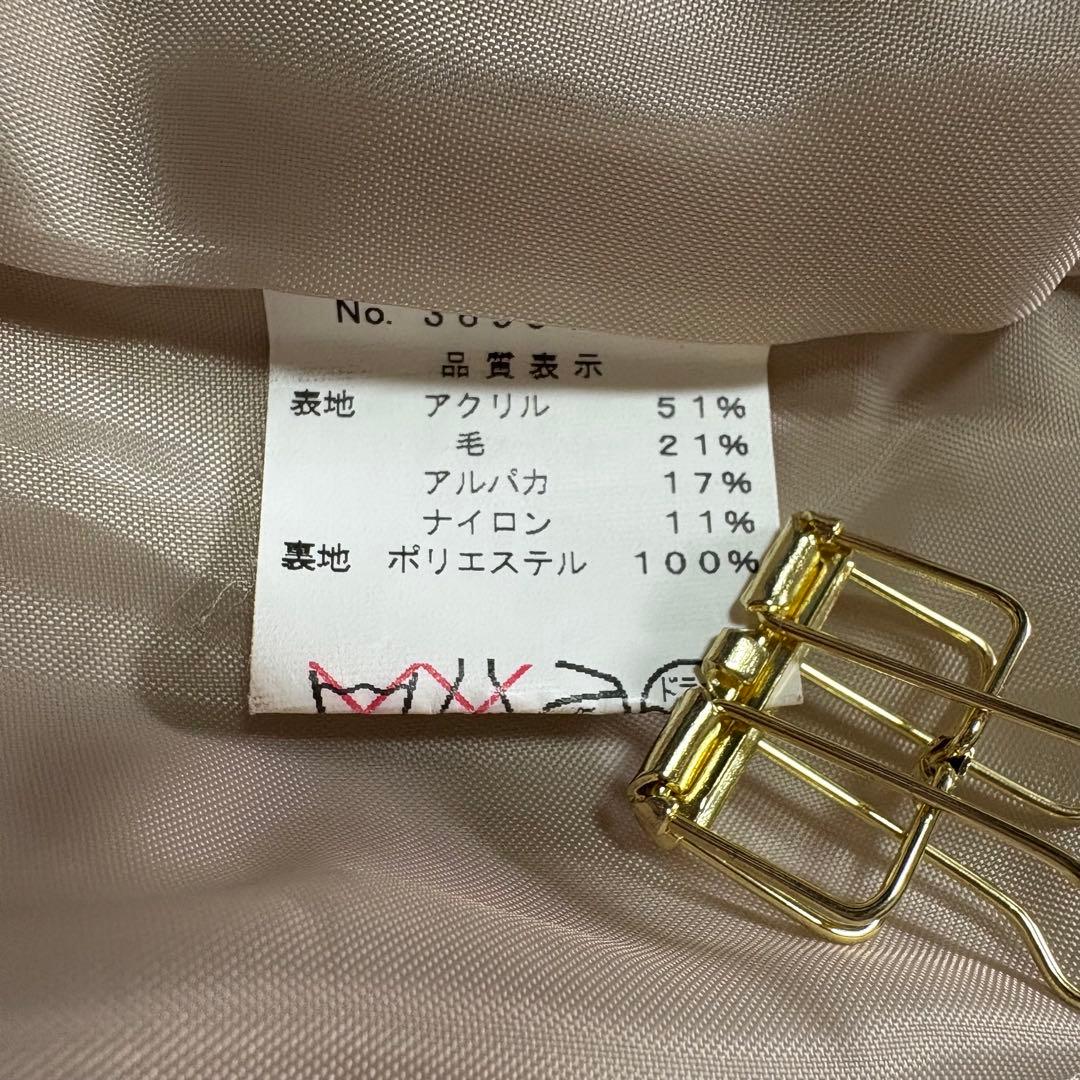 No.
品質表示
表地 アクリル 51%
毛 21%
アルパカ 17%
ナイロン 11%
裏地 ポリエステル 100%